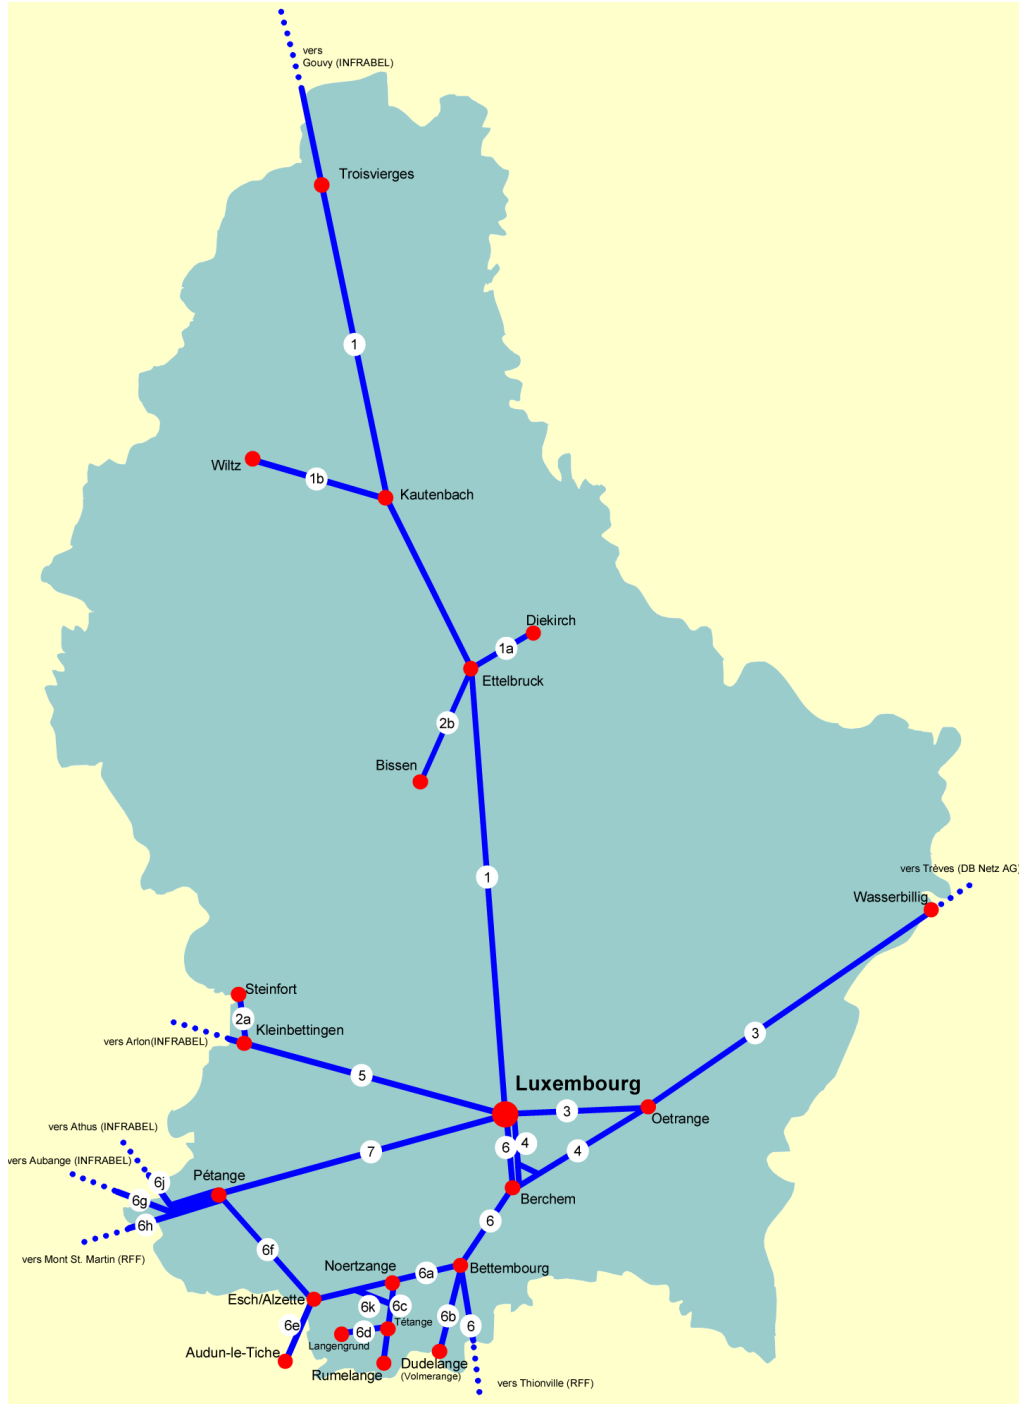 vers
Gouvy (INFRABEL)
Troisvierges
1
Wiltz
1b
Kautenbach
Diekirch
1a
Ettelbruck
2b
Bissen
1
vers Trèves (DB Netz AG)
Wasserbillig
Steinfort
2a
Kleinbettingen
vers Arlon(INFRABEL)
3
5
Luxembourg
3
Oetrange
vers Athus (INFRABEL)
6
4
4
7
vers Aubange (INFRABEL)
Pétange
6j
6g
Berchem
6h
6
vers Mont St. Martin (RFF)
6f
Noertzange
6a
Bettembourg
Esch/Alzette
6k
6c
6b
6e
6d
Tétange
6
Langengrund
Audun-le-Tiche
Rumelange
Dudelange
(Volmerange)
vers Thionville (RFF)